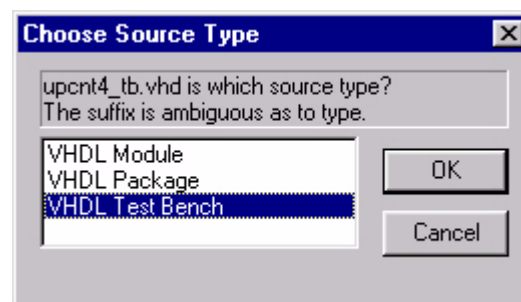 Choose Source Type
upcnt4_tb.vhd is which source type?
The suffix is ambiguous as to type.
VHDL Module
VHDL Package
VHDL Test Bench
OK
Cancel